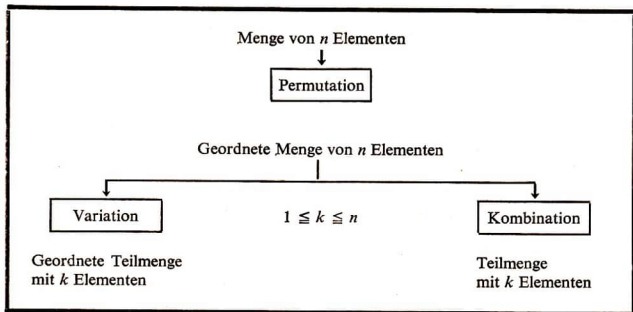 Menge von n Elementen
Permutation
Geordnete Menge von n Elementen
Variation
1 ≦ k ≦ n
Kombination
Geordnete Teilmenge
mit k Elementen
Teilmenge
mit k Elementen